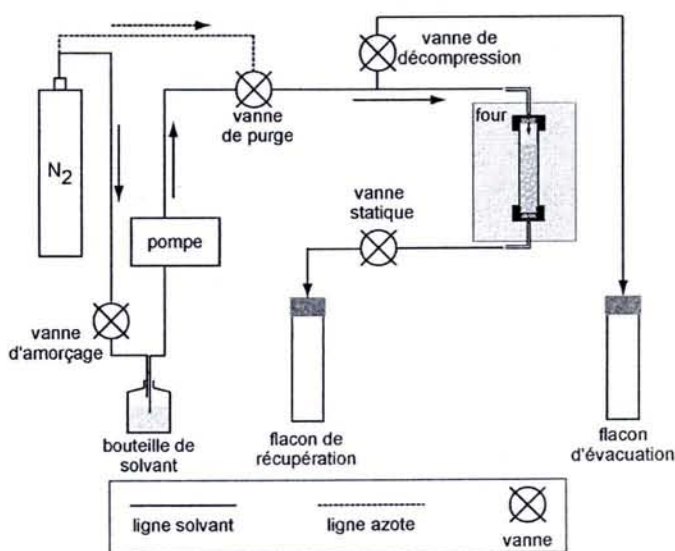 vanne de
décompression
vanne
de purge
four
N2
vanne
statique
pompe
vanne
d'amorçage
bouteille de
solvant
flacon de
récupération
flacon
d'évacuation
ligne solvant
ligne azote
vanne